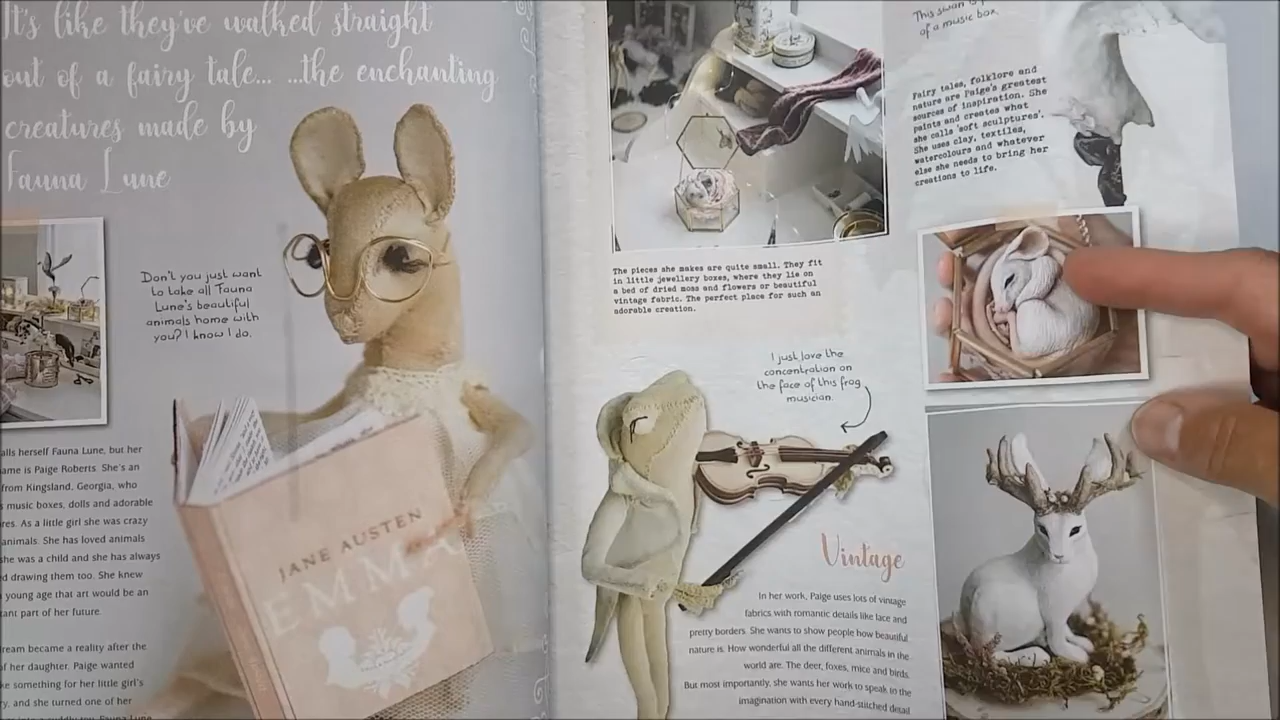 It's like they've walked straight
out of a fairy tale... ...the enchanting
creatures made by
Fauna Lune
Don't you just want
to take all Fauna
Lune's beautiful
animals home with
you? I know I do.
alls herself Fauna Lune, but her
ame is Paige Roberts. She's an
from Kingsland, Georgia, who
s music boxes, dolls and adorable
res. As a little girl she was crazy
animals. She has loved animals
she was a child and she has always
d drawing them too. She knew
young age that art would be an
tant part of her future.
ream became a reality after the
of her daughter. Paige wanted
ke something for her little girl's
ry, and she turned one of her
JANE AUSTEN
EMMA
The pieces she makes are quite small. They fit
in little jewellery boxes, where they lie on
a bed of dried moss and flowers or beautiful
vintage fabric. The perfect place for such an
adorable creation.
I just love the
concentration on
the face of this frog
musician.
Vintage
In her work, Paige uses lots of vintage
fabrics with romantic details like lace and
pretty borders. She wants to show people how beautiful
nature is. How wonderful all the different animals in the
world are. The deer, foxes, mice and birds.
But most importantly, she wants her work to speak to the
imagination with every hand-stitched detail
This swan is
of a music box.
Fairy tales, folklore and
nature are Paige's greatest
sources of inspiration. She
paints and creates what
she calls 'soft sculptures'.
She uses clay, textiles,
watercolours and whatever
else she needs to bring her
creations to life.